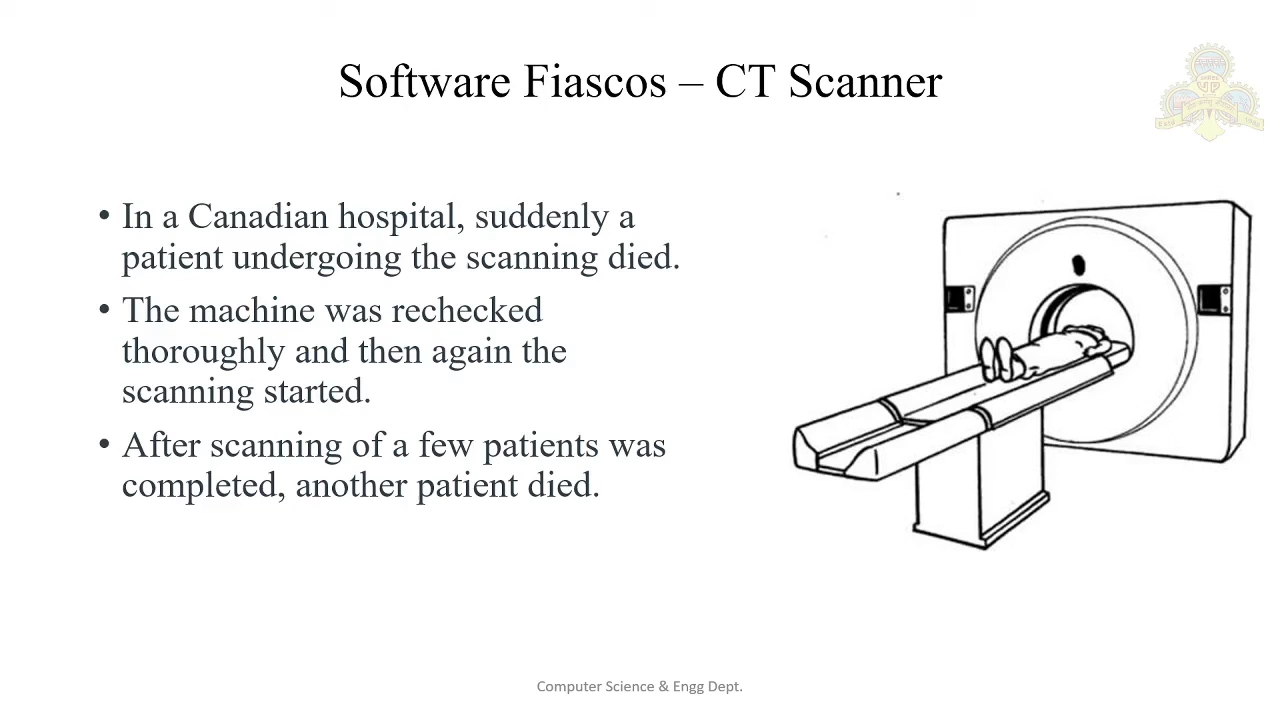 Software Fiascos – CT Scanner
• In a Canadian hospital, suddenly a
patient undergoing the scanning died.
• The machine was rechecked
thoroughly and then again the
scanning started.
• After scanning of a few patients was
completed, another patient died.
Computer Science & Engg Dept.